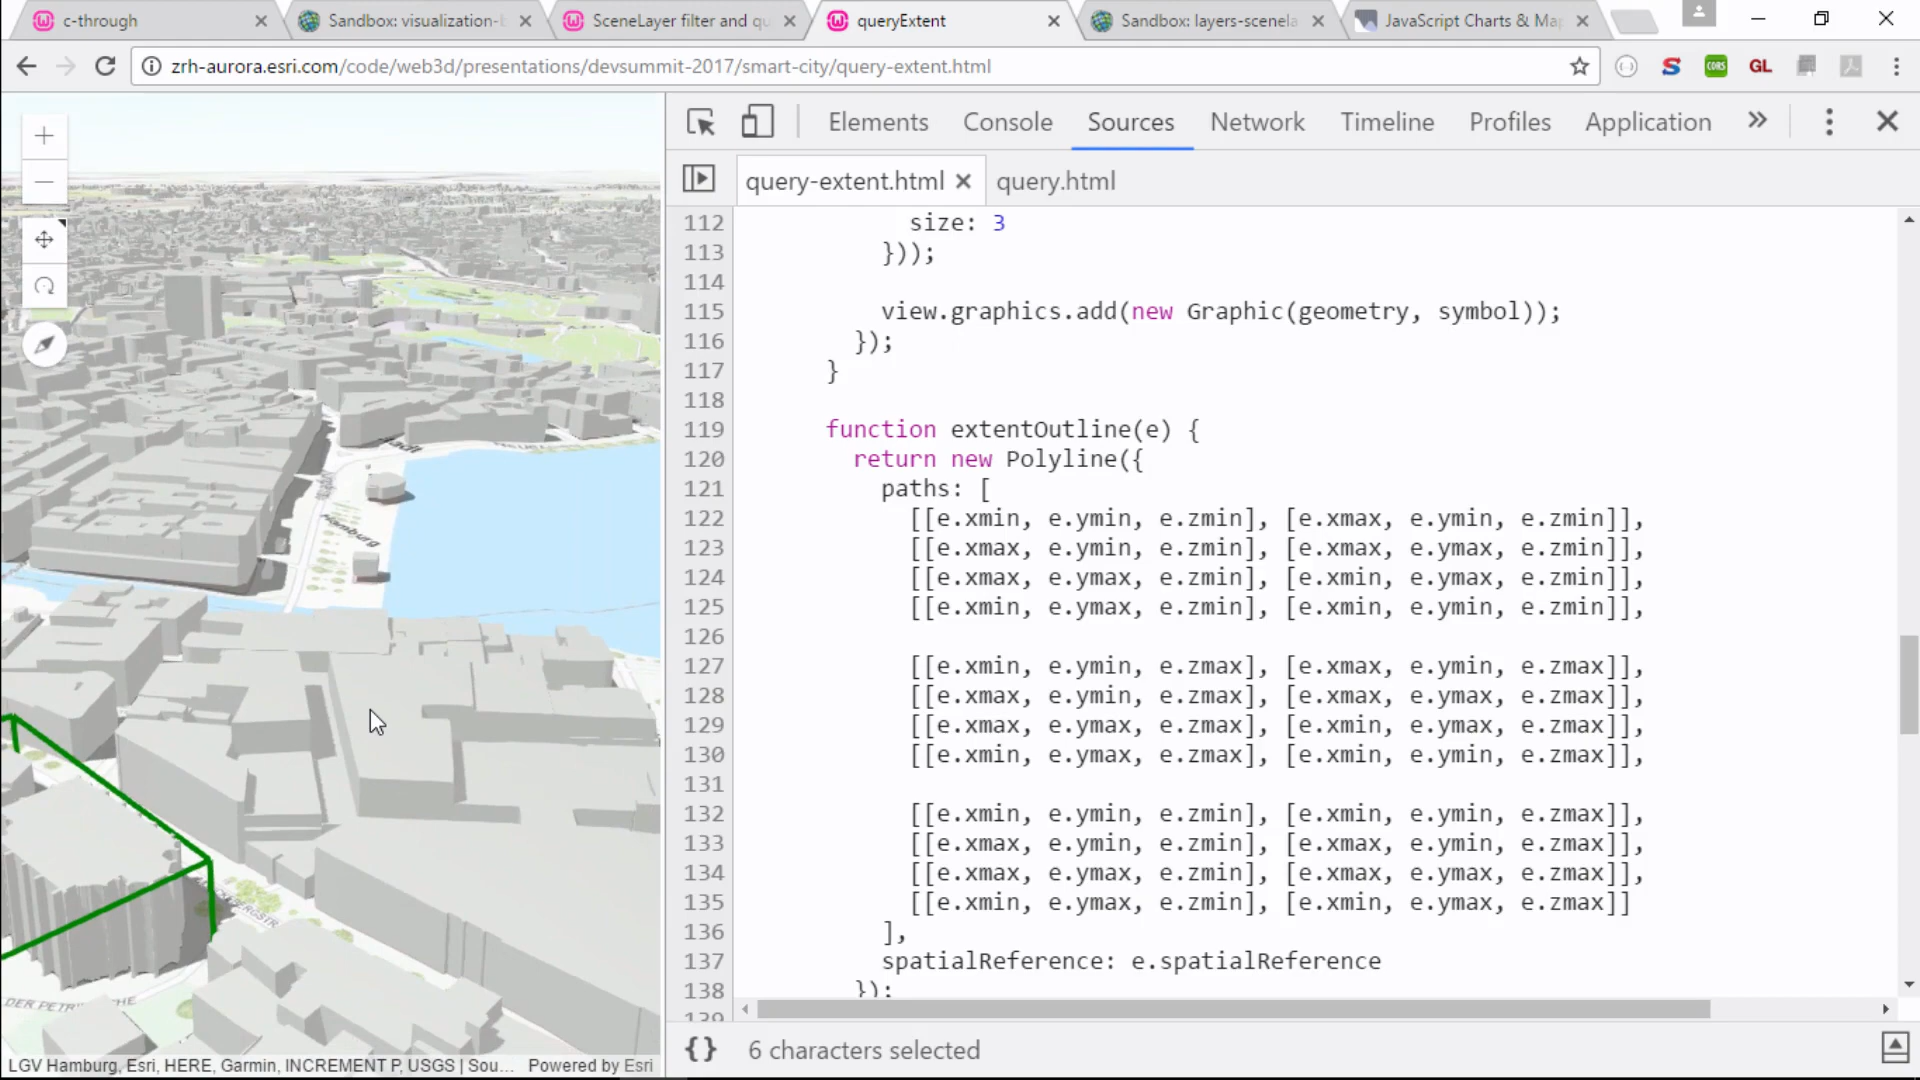 c-through
Sandbox: visualization-b
SceneLayer filter and qu
queryExtent
Sandbox: layers-scenela
JavaScript Charts & Map
zrh-aurora.esri.com/code/web3d/presentations/devsummit-2017/smart-city/query-extent.html
CORS
GL
Elements
Console
Sources
Network
Timeline
Profiles
Application
query-extent.html
query.html
112 size: 3
113 }));
114
115 view.graphics.add(new Graphic(geometry, symbol));
116 });
117 }
118
119 function extentOutline(e) {
120 return new Polyline({
121 paths: [
122 [[e.xmin, e.ymin, e.zmin], [e.xmax, e.ymin, e.zmin]],
123 [[e.xmax, e.ymin, e.zmin], [e.xmax, e.ymax, e.zmin]],
124 [[e.xmax, e.ymax, e.zmin], [e.xmin, e.ymax, e.zmin]],
125 [[e.xmin, e.ymax, e.zmin], [e.xmin, e.ymin, e.zmin]],
126
127 [[e.xmin, e.ymin, e.zmax], [e.xmax, e.ymin, e.zmax]],
128 [[e.xmax, e.ymin, e.zmax], [e.xmax, e.ymax, e.zmax]],
129 [[e.xmax, e.ymax, e.zmax], [e.xmin, e.ymax, e.zmax]],
130 [[e.xmin, e.ymax, e.zmax], [e.xmin, e.ymin, e.zmax]],
131
132 [[e.xmin, e.ymin, e.zmin], [e.xmin, e.ymin, e.zmax]],
133 [[e.xmax, e.ymin, e.zmin], [e.xmax, e.ymin, e.zmax]],
134 [[e.xmax, e.ymax, e.zmin], [e.xmax, e.ymax, e.zmax]],
135 [[e.xmin, e.ymax, e.zmin], [e.xmin, e.ymax, e.zmax]]
136 ],
137 spatialReference: e.spatialReference
138 });
139
{} 6 characters selected
Hamburg
LGV Hamburg, Esri, HERE, Garmin, INCREMENT P, USGS | Sou...
Powered by Esri